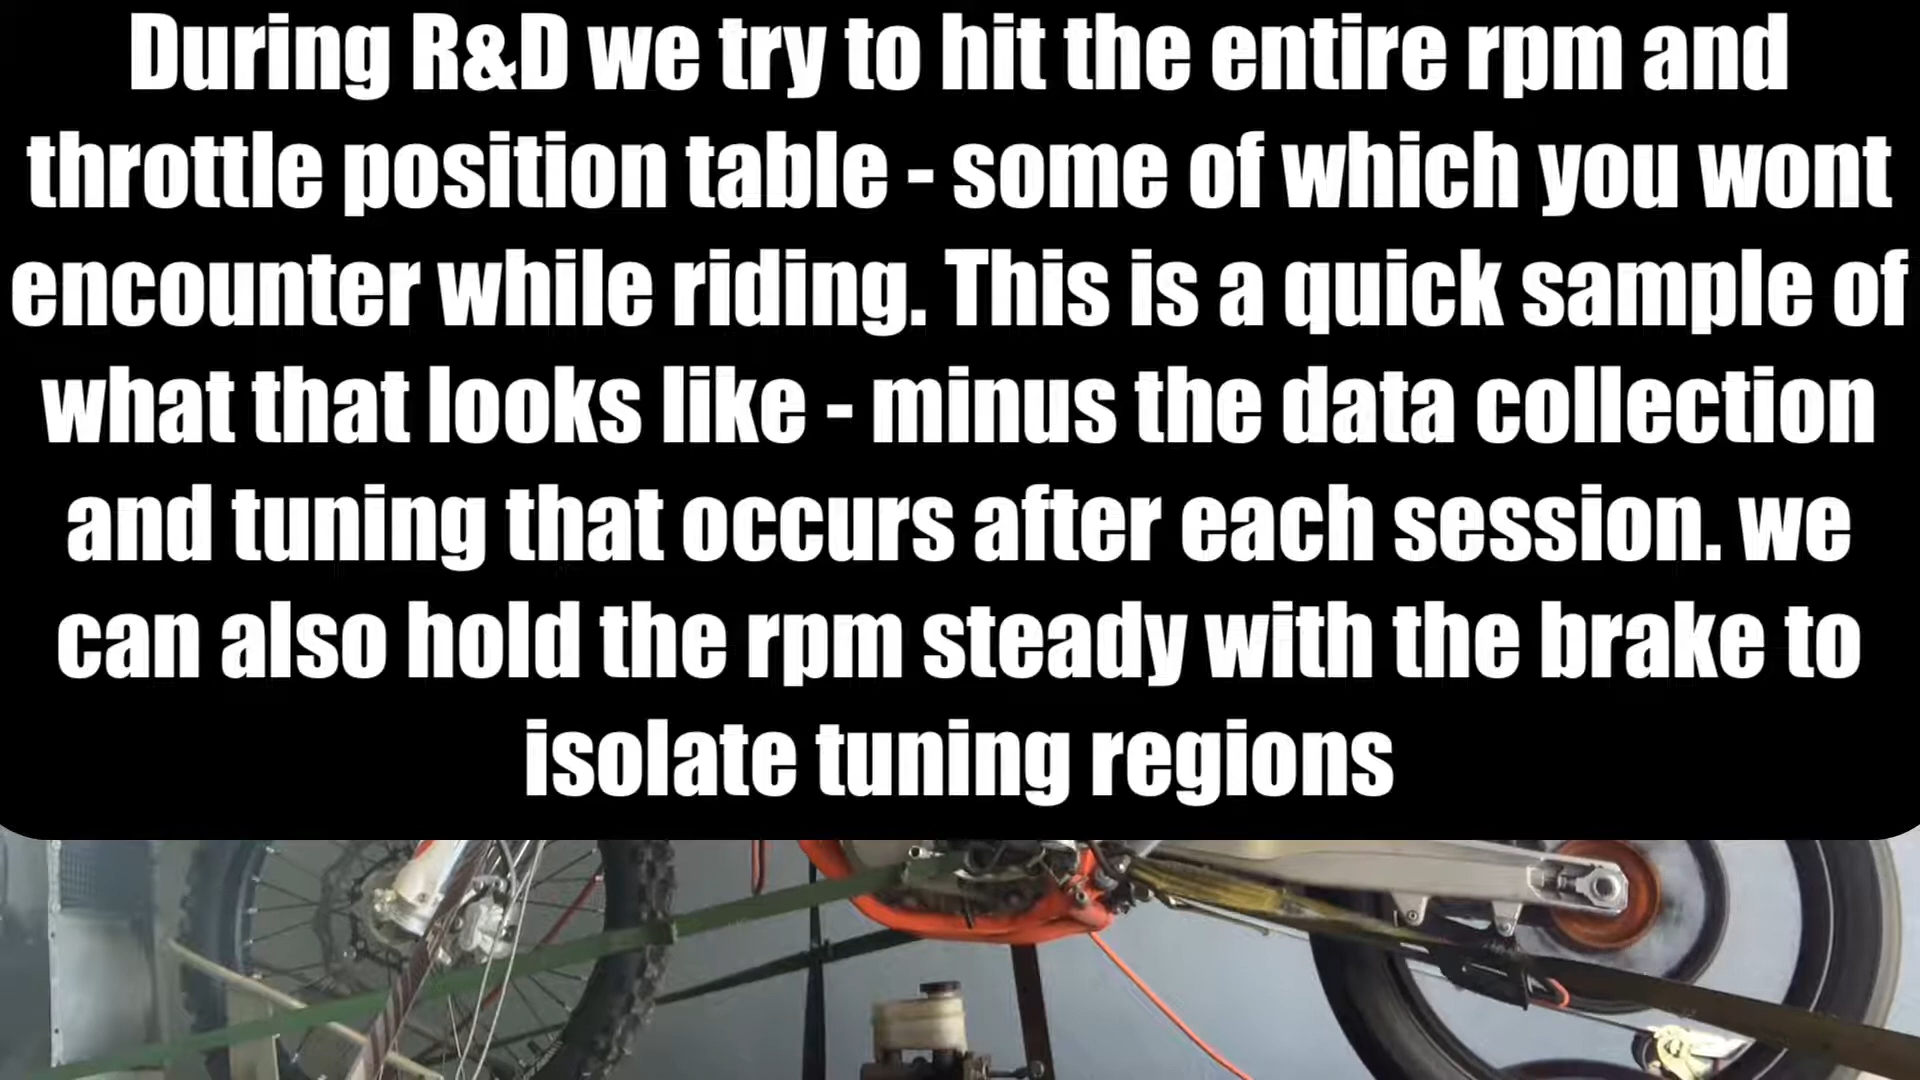 During R&D we try to hit the entire rpm and
throttle position table - some of which you wont
encounter while riding. This is a quick sample of
what that looks like - minus the data collection
and tuning that occurs after each session. we
can also hold the rpm steady with the brake to
isolate tuning regions